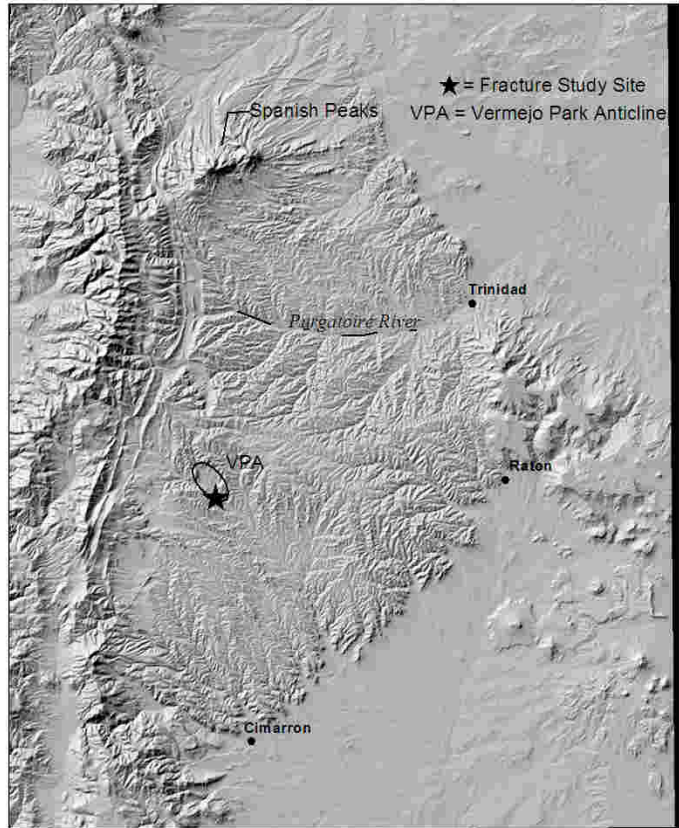 = Fracture Study Site
Spanish Peaks
VPA = Vermejo Park Anticline
Trinidad
Purgatoire River
VPA
Raton
Cimarron